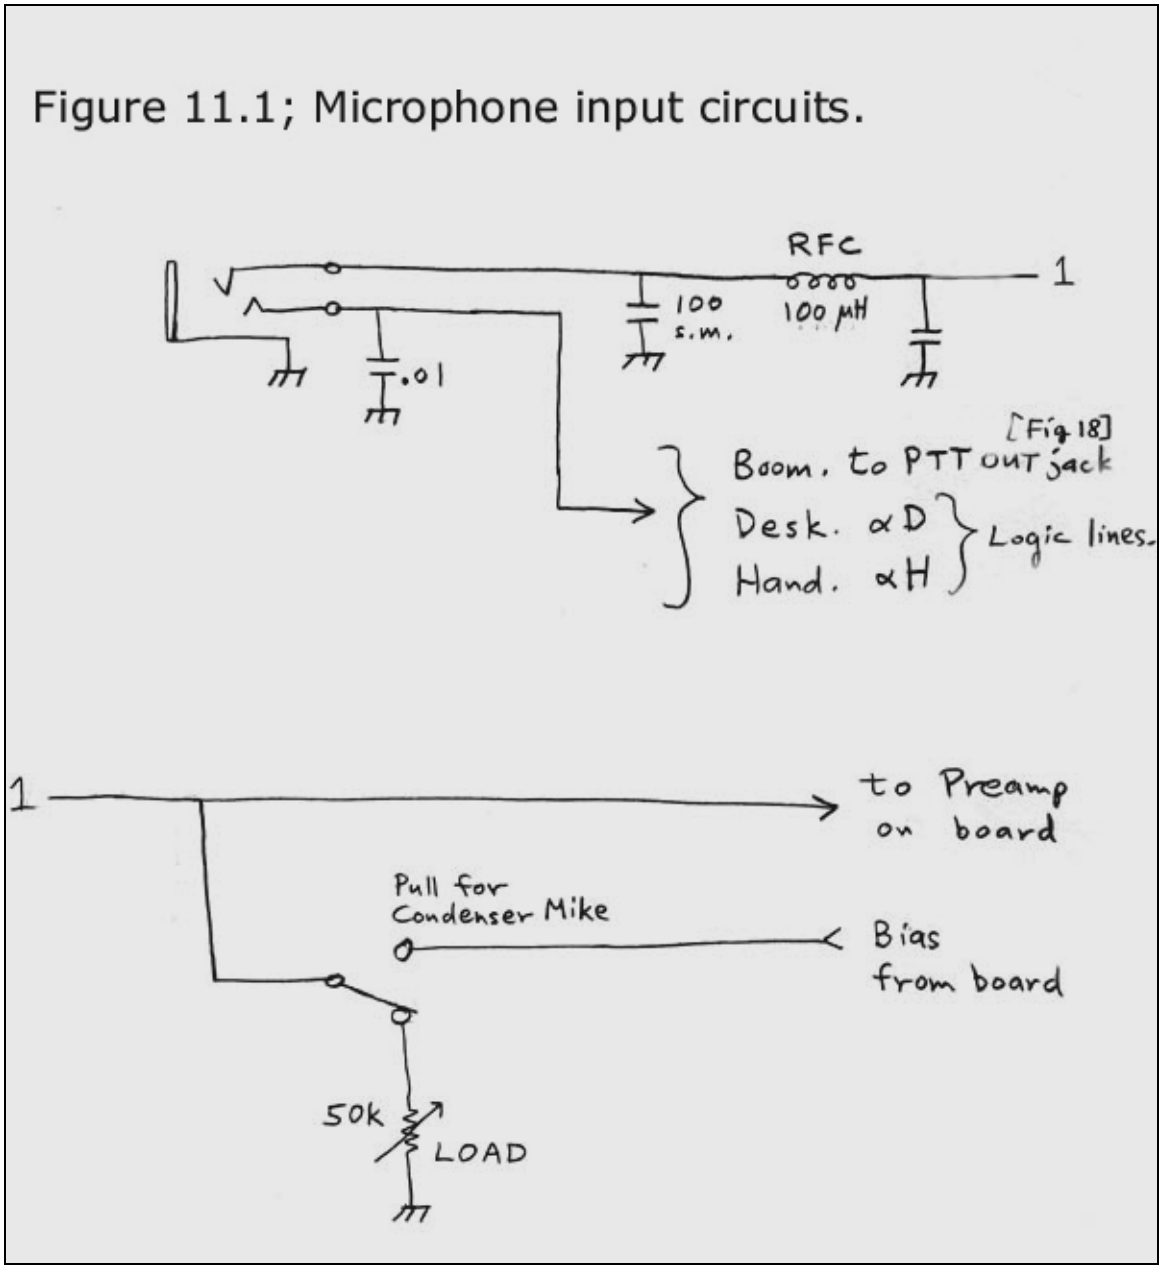 Figure 11.1; Microphone input circuits.
RFC
1
100
s.m.
100 µH
.01
[Fig 18]
Boom. to PTT OUT jack
Desk. αD
Hand. αH
Logic lines.
1
to Preamp
on board
Pull for
Condenser Mike
Bias
from board
50k
LOAD